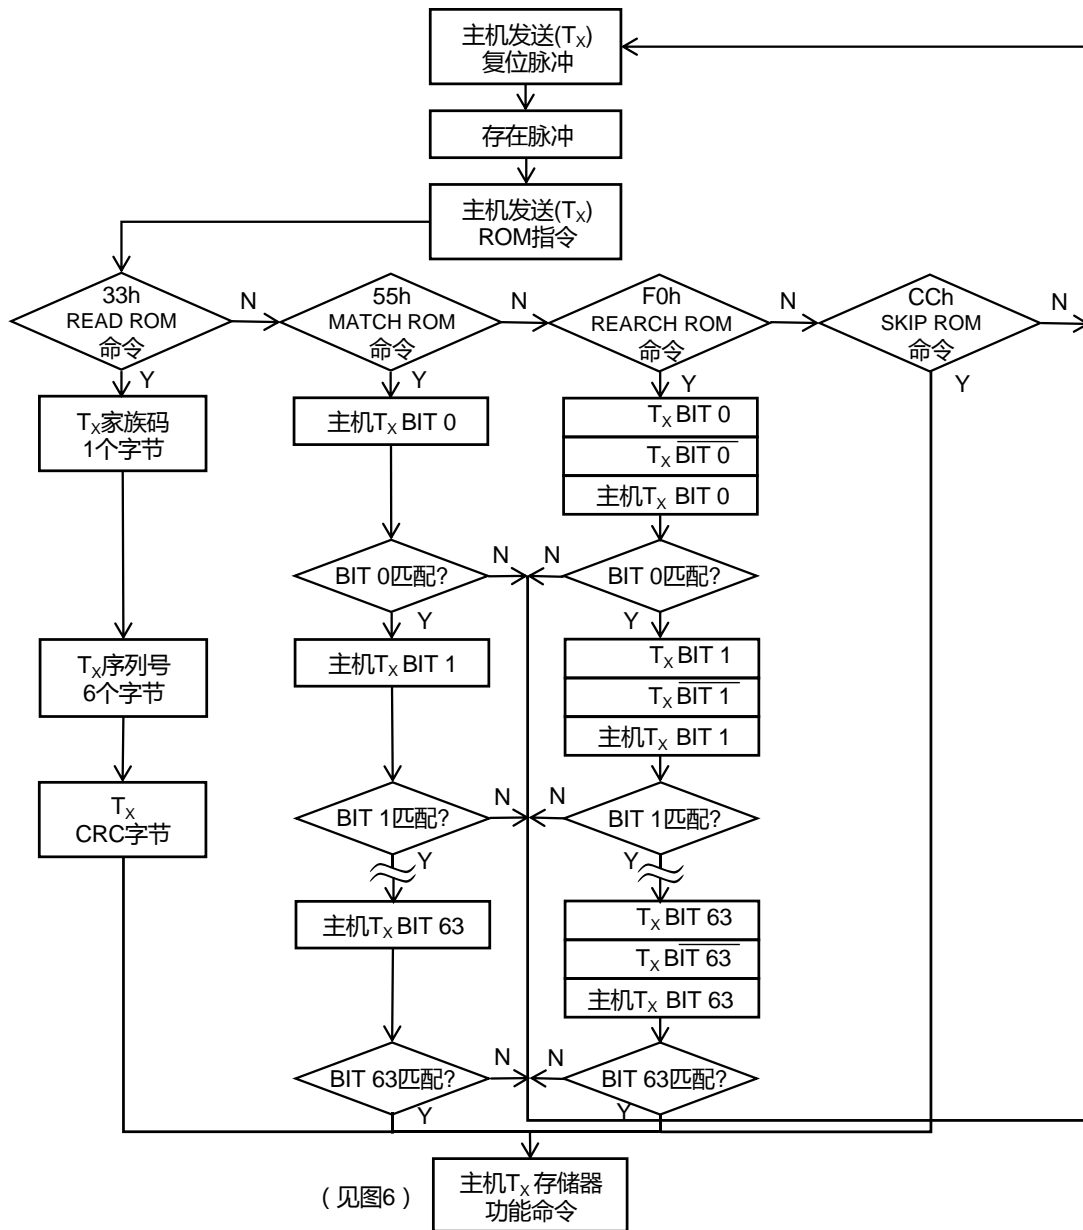 主机发送(TX)
复位脉冲
存在脉冲
主机发送(TX)
ROM指令
33h
READ ROM
命令
N
Y
55h
MATCH ROM
命令
N
Y
F0h
REARCH ROM
命令
N
Y
CCh
SKIP ROM
命令
N
Y
TX家族码
1个字节
TX序列号
6个字节
TX
CRC字节
主机TX BIT 0
BIT 0匹配?
N
Y
主机TX BIT 1
BIT 1匹配?
N
Y
主机TX BIT 63
BIT 63匹配?
N
Y
TX BIT 0
TX B̅I̅T̅ ̅0̅
主机TX BIT 0
BIT 0匹配?
N
Y
TX BIT 1
TX B̅I̅T̅ ̅1̅
主机TX BIT 1
BIT 1匹配?
N
Y
TX BIT 63
TX B̅I̅T̅ ̅6̅3̅
主机TX BIT 63
BIT 63匹配?
N
Y
(见图6)
主机TX 存储器
功能命令